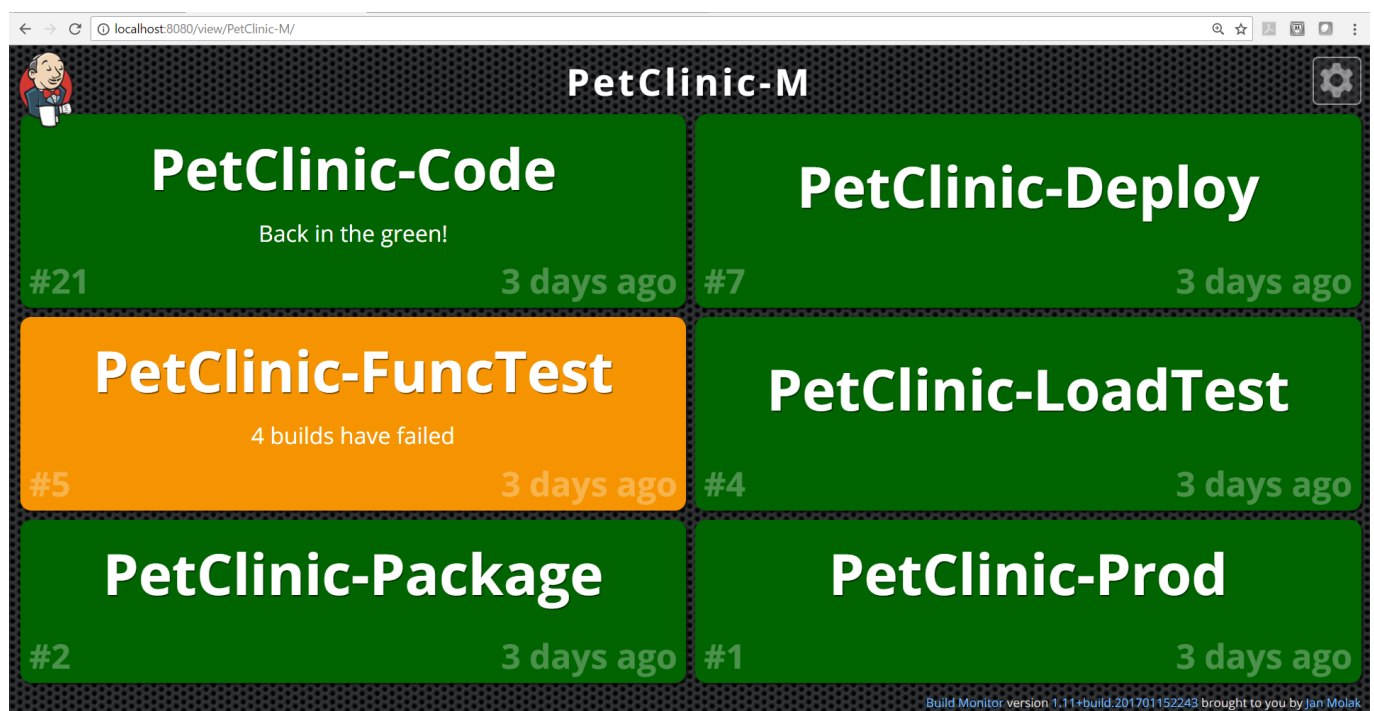 localhost:8080/view/PetClinic-M/
PetClinic-M
PetClinic-Code
Back in the green!
#21 3 days ago
PetClinic-Deploy
#7 3 days ago
PetClinic-FuncTest
4 builds have failed
#5 3 days ago
PetClinic-LoadTest
#4 3 days ago
PetClinic-Package
#2 3 days ago
PetClinic-Prod
#1 3 days ago
Build Monitor version 1.11+build.201701152243 brought to you by Jan Molak